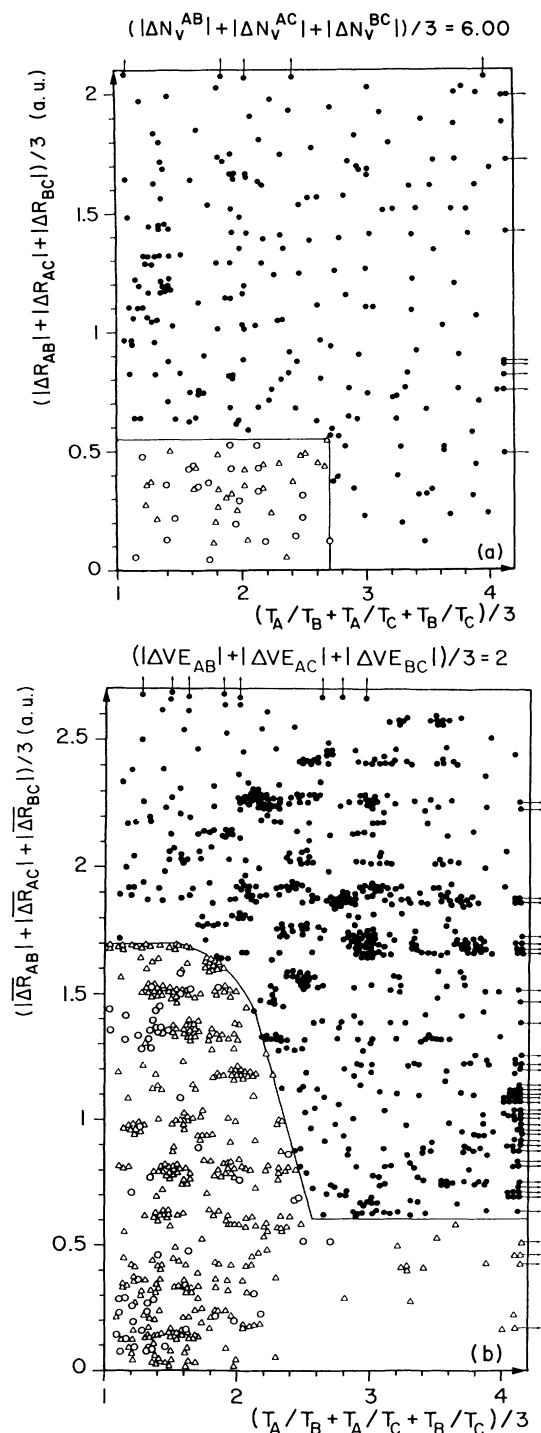 (|ΔN_V^AB|+|ΔN_V^AC|+|ΔN_V^BC|)/3 = 6.00
(|ΔR_AB|+|ΔR_AC|+|ΔR_BC|)/3 (a.u.)
2
1.5
1
0.5
0
(a)
1 2 3 4
(T_A/T_B + T_A/T_C + T_B/T_C)/3
(|ΔVE_AB|+|ΔVE_AC|+|ΔVE_BC|)/3 = 2
(|\overline{ΔR}_AB|+|\overline{ΔR}_AC|+|\overline{ΔR}_BC|)/3 (a.u.)
2.5
2
1.5
1
0.5
0
(b)
1 2 3 4
(T_A/T_B + T_A/T_C + T_B/T_C)/3